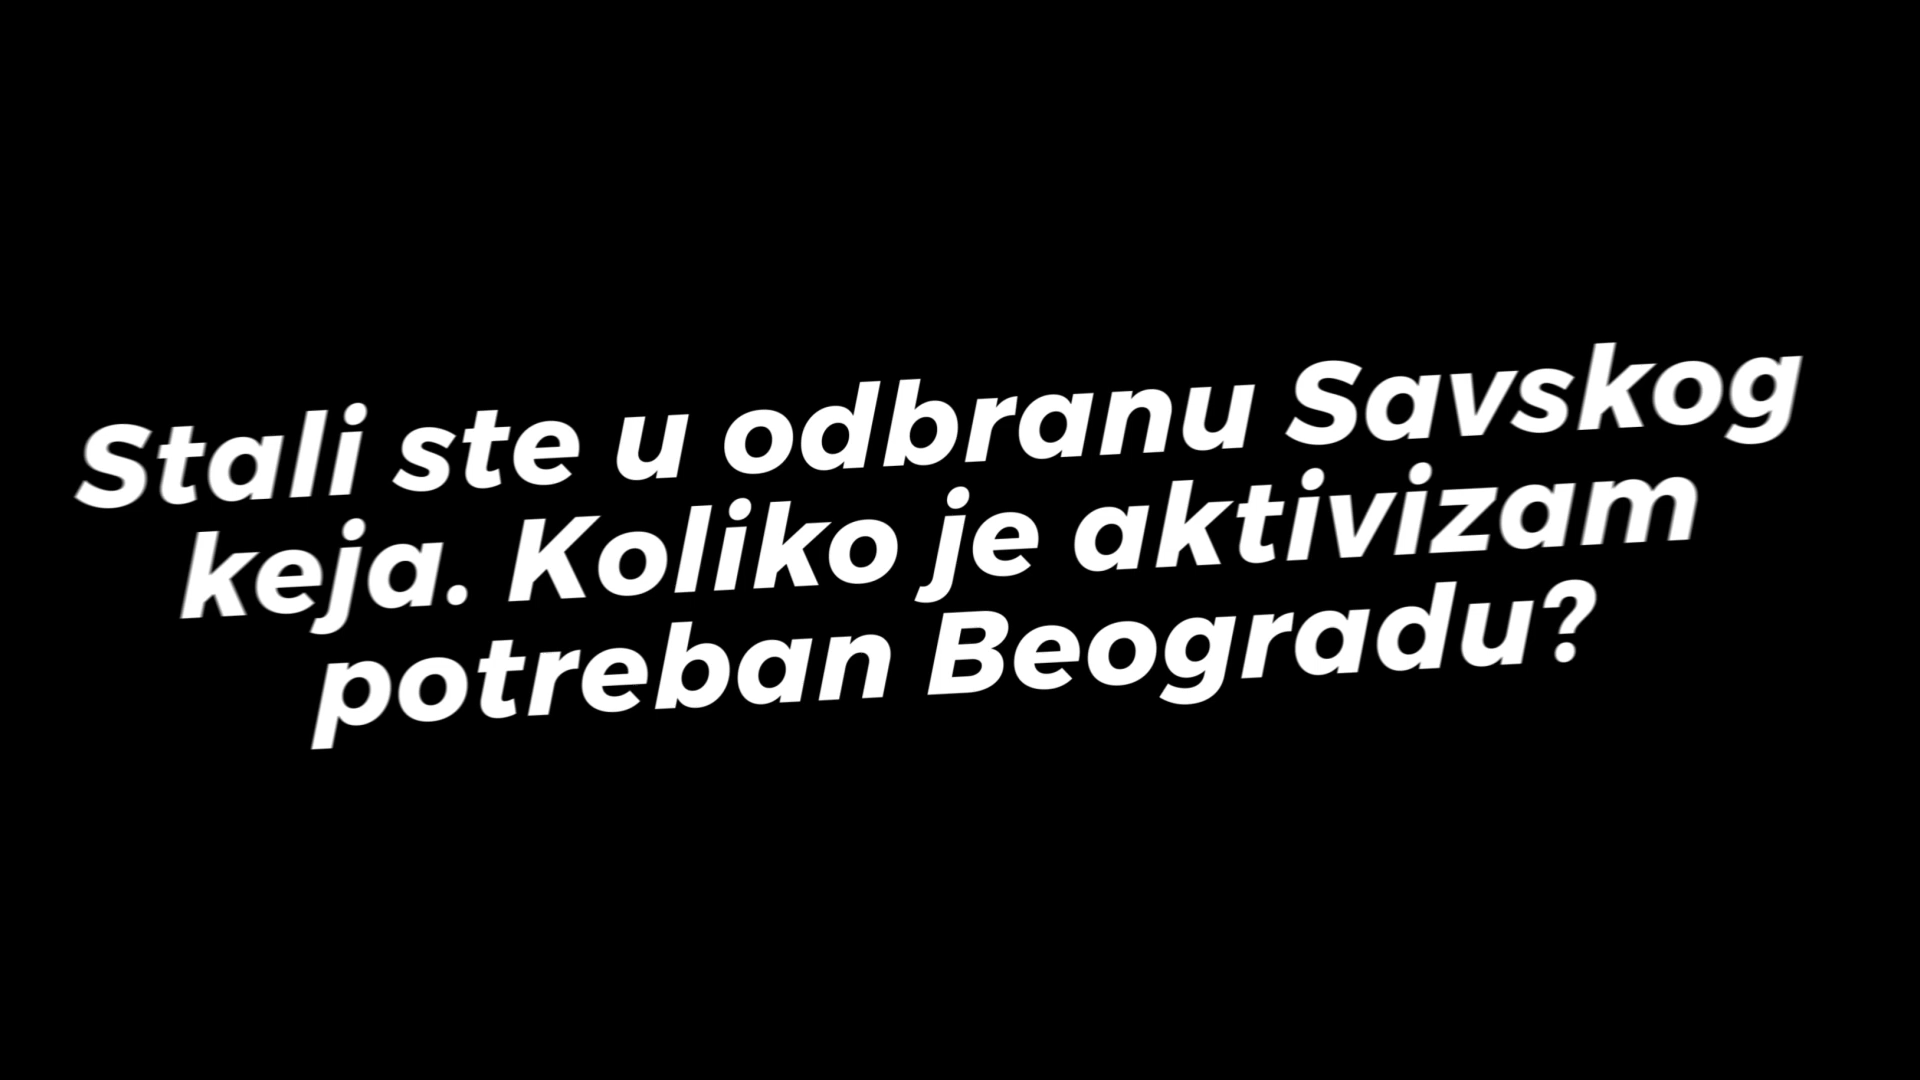 Stali ste u odbranu Savskog
keja. Koliko je aktivizam
potreban Beogradu?